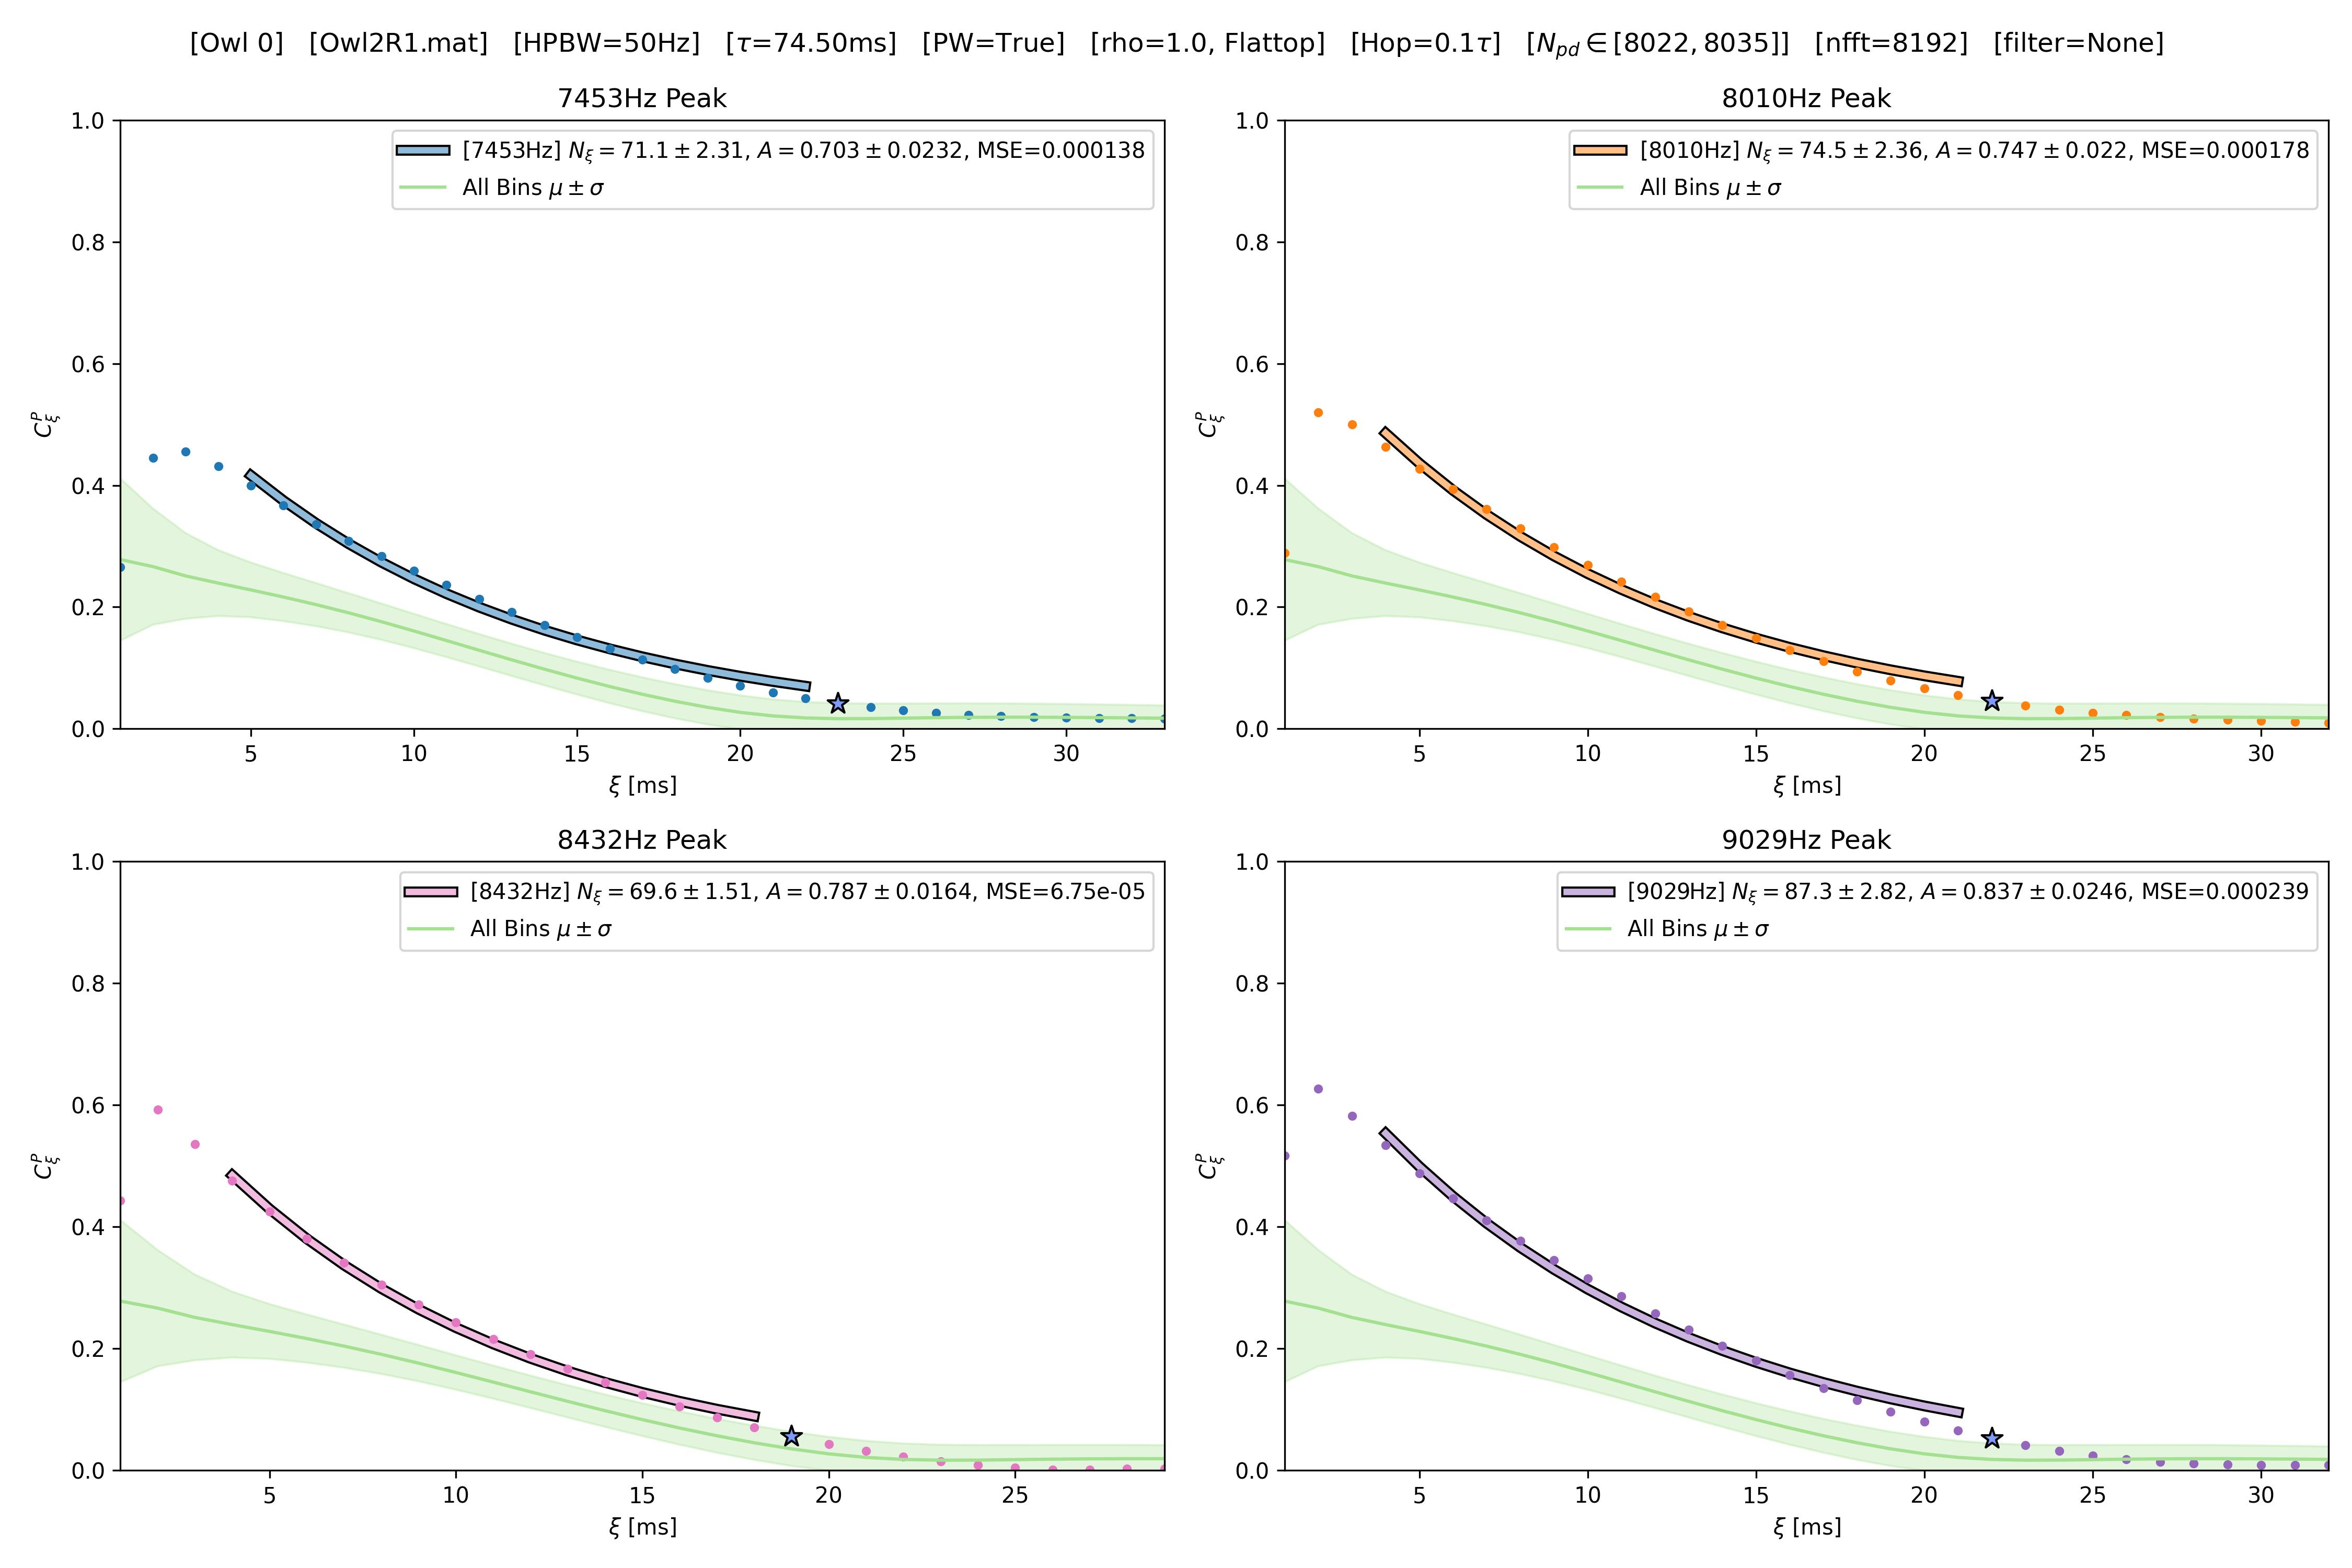 [Owl 0] [Owl2R1.mat] [HPBW=50Hz] [τ=74.50ms] [PW=True] [rho=1.0, Flattop] [Hop=0.1τ] [N_pd ∈ [8022, 8035]] [nfft=8192] [filter=None]
7453Hz Peak
1.0
0.8
0.6
0.4
0.2
0.0
C_ξ^P
[7453Hz] N_ξ = 71.1 ± 2.31, A = 0.703 ± 0.0232, MSE=0.000138
All Bins μ ± σ
5 10 15 20 25 30
ξ [ms]
8010Hz Peak
1.0
0.8
0.6
0.4
0.2
0.0
C_ξ^P
[8010Hz] N_ξ = 74.5 ± 2.36, A = 0.747 ± 0.022, MSE=0.000178
All Bins μ ± σ
5 10 15 20 25 30
ξ [ms]
8432Hz Peak
1.0
0.8
0.6
0.4
0.2
0.0
C_ξ^P
[8432Hz] N_ξ = 69.6 ± 1.51, A = 0.787 ± 0.0164, MSE=6.75e-05
All Bins μ ± σ
5 10 15 20 25
ξ [ms]
9029Hz Peak
1.0
0.8
0.6
0.4
0.2
0.0
C_ξ^P
[9029Hz] N_ξ = 87.3 ± 2.82, A = 0.837 ± 0.0246, MSE=0.000239
All Bins μ ± σ
5 10 15 20 25 30
ξ [ms]